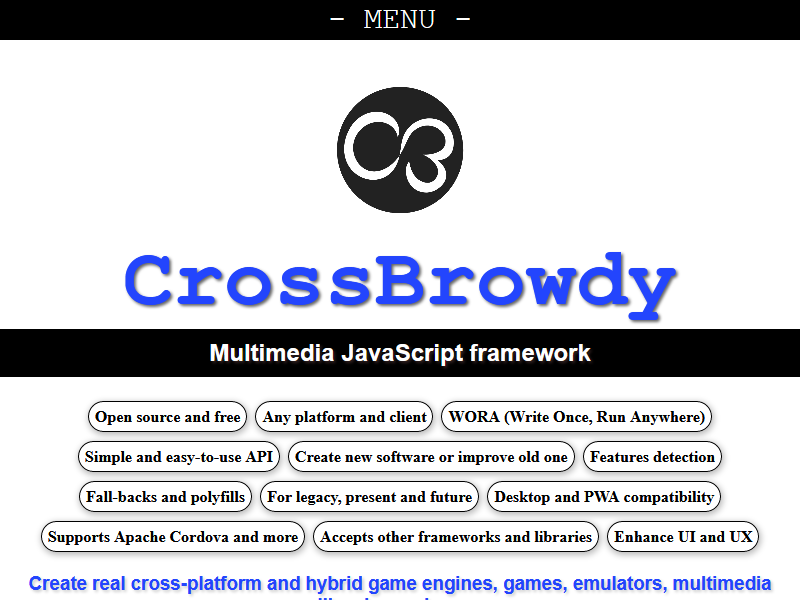 - MENU -
CB
CrossBrowdy
Multimedia JavaScript framework
Open source and free Any platform and client WORA (Write Once, Run Anywhere)
Simple and easy-to-use API Create new software or improve old one Features detection
Fall-backs and polyfills For legacy, present and future Desktop and PWA compatibility
Supports Apache Cordova and more Accepts other frameworks and libraries Enhance UI and UX
Create real cross-platform and hybrid game engines, games, emulators, multimedia